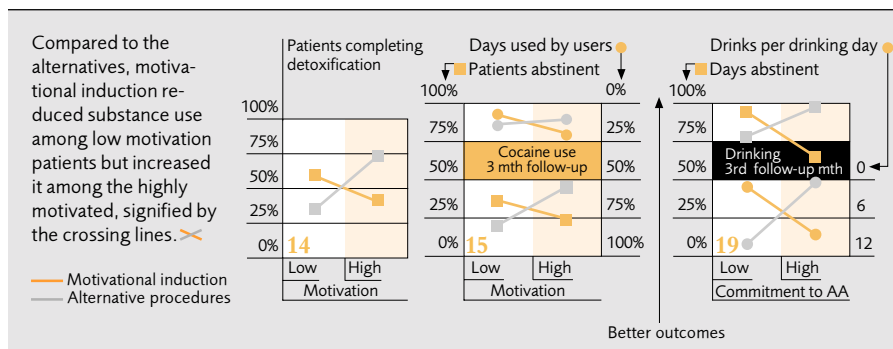 Compared to the
alternatives, motiva-
tional induction re-
duced substance use
among low motivation
patients but increased
it among the highly
motivated, signified by
the crossing lines.
Motivational induction
Alternative procedures
Patients completing
detoxification
100%
75%
50%
25%
0%
14
Low
High
Motivation
Days used by users
Patients abstinent
100%
75%
50%
25%
0%
0%
25%
50%
75%
100%
Cocaine use
3 mth follow-up
15
Low
High
Motivation
Drinks per drinking day
Days abstinent
100%
75%
50%
25%
0%
0
6
12
Drinking
3rd follow-up mth
19
Low
High
Commitment to AA
Better outcomes